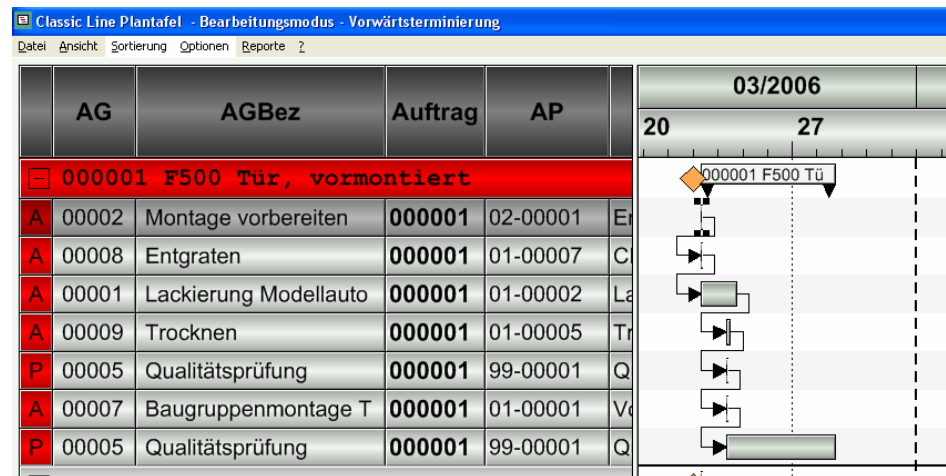 Classic Line Plantafel - Bearbeitungsmodus - Vorwärtsterminierung
Datei Ansicht Sortierung Optionen Reporte ?
AG AGBez Auftrag AP 03/2006
20 27
000001 F500 Tür, vormontiert 000001 F500 Tü
A 00002 Montage vorbereiten 000001 02-00001
A 00008 Entgraten 000001 01-00007
A 00001 Lackierung Modellauto 000001 01-00002
A 00009 Trocknen 000001 01-00005
P 00005 Qualitätsprüfung 000001 99-00001 Q
A 00007 Baugruppenmontage T 000001 01-00001
P 00005 Qualitätsprüfung 000001 99-00001 Q